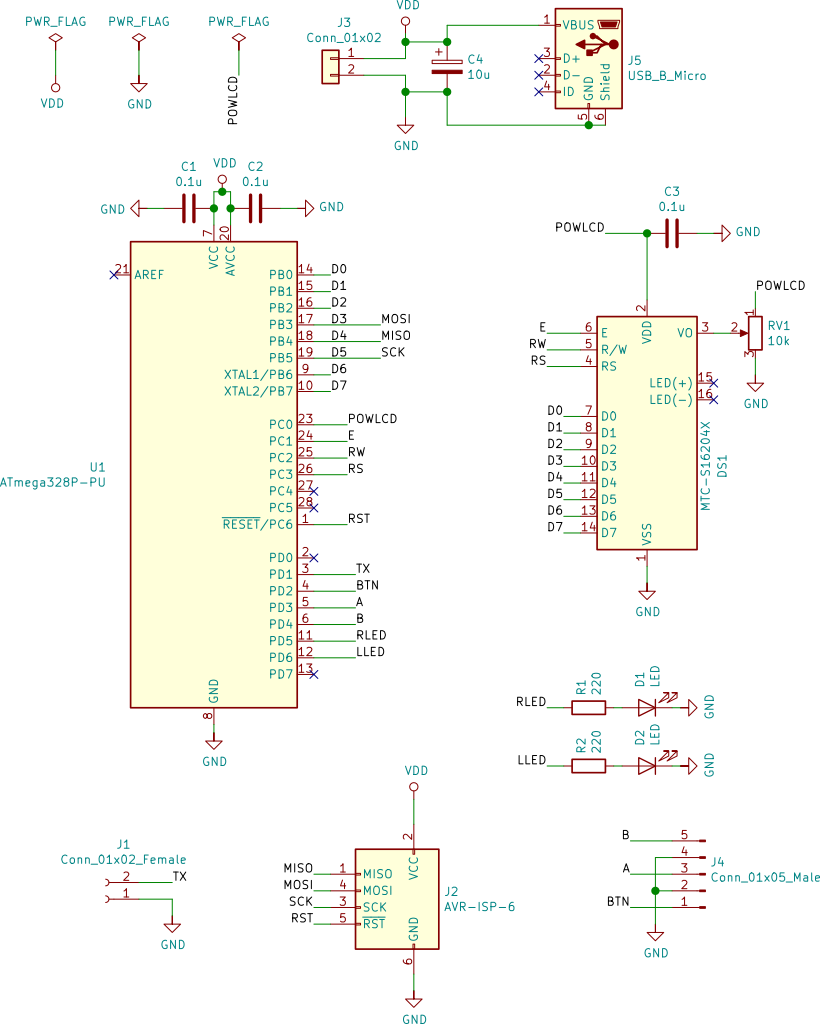 PWR_FLAG
VDD
PWR_FLAG
GND
PWR_FLAG
POWLCD
J3
Conn_01x02
1
2
VDD
+
C4
10u
GND
1
3
2
4
VBUS
D+
D-
ID
GND
Shield
5
6
J5
USB_B_Micro
C1
0.1u
GND
VDD
C2
0.1u
GND
7
20
VCC
AVCC
21
AREF
U1
ATmega328P-PU
PB0 14 D0
PB1 15 D1
PB2 16 D2
PB3 17 D3 MOSI
PB4 18 D4 MISO
PB5 19 D5 SCK
XTAL1/PB6 9 D6
XTAL2/PB7 10 D7
PC0 23 POWLCD
PC1 24 E
PC2 25 RW
PC3 26 RS
PC4 27
PC5 28
RESET/PC6 1 RST
PD0 2
PD1 3 TX
PD2 4 BTN
PD3 5 A
PD4 6 B
PD5 11 RLED
PD6 12 LLED
PD7 13
GND
8
GND
C3
0.1u
POWLCD
GND
2
VDD
E 6 E
RW 5 R/W
RS 4 RS
D0 7 D0
D1 8 D1
D2 9 D2
D3 10 D3
D4 11 D4
D5 12 D5
D6 13 D6
D7 14 D7
VO 3
LED(+) 15
LED(-) 16
MTC-S16204X
DS1
VSS
1
GND
POWLCD
1
2
3
RV1
10k
GND
RLED
R1
220
D1
LED
GND
LLED
R2
220
D2
LED
GND
J1
Conn_01x02_Female
2 TX
1
GND
VDD
2
VCC
MISO 1 MISO
MOSI 4 MOSI
SCK 3 SCK
RST 5 RST
GND
6
GND
J2
AVR-ISP-6
B 5
4
A 3
2
BTN 1
J4
Conn_01x05_Male
GND